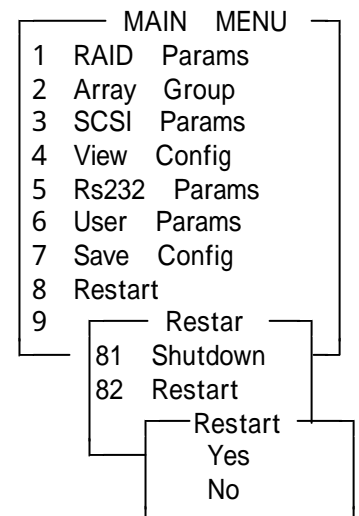 MAIN MENU
1 RAID Params
2 Array Group
3 SCSI Params
4 View Config
5 Rs232 Params
6 User Params
7 Save Config
8 Restart
9 Restar
81 Shutdown
82 Restart
Restart
Yes
No